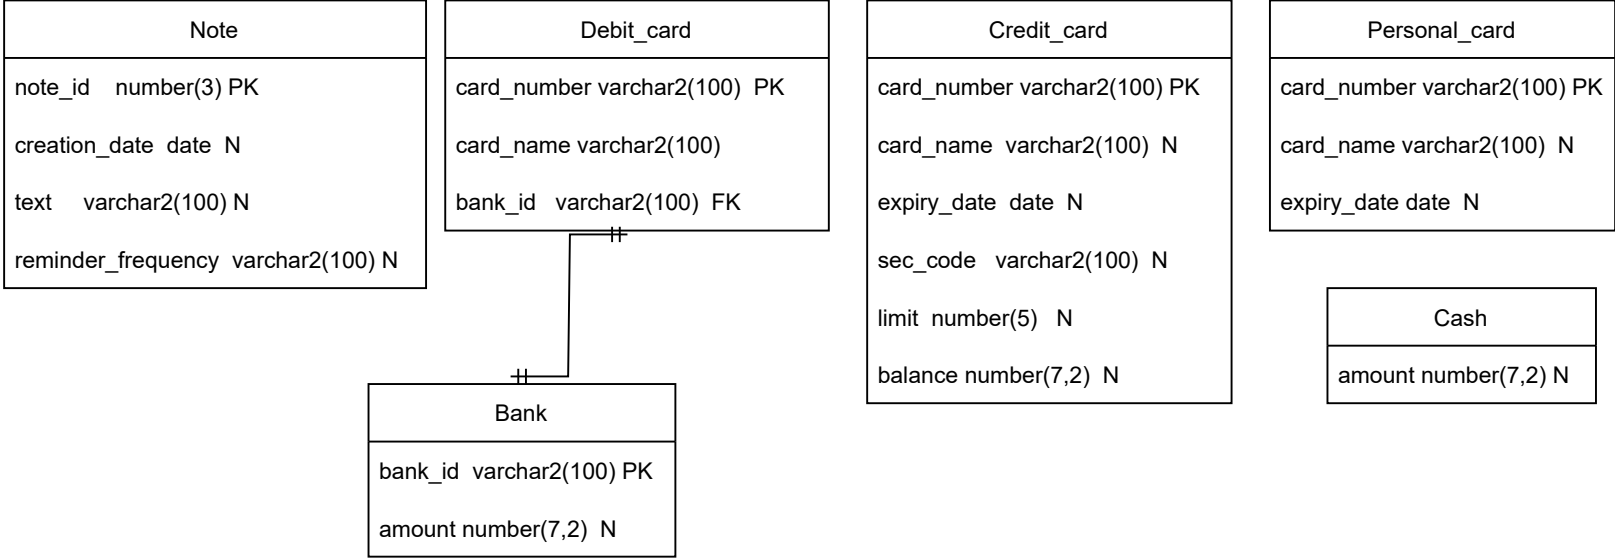 Note
note_id number(3) PK
creation_date date N
text varchar2(100) N
reminder_frequency varchar2(100) N
Debit_card
card_number varchar2(100) PK
card_name varchar2(100)
bank_id varchar2(100) FK
Credit_card
card_number varchar2(100) PK
card_name varchar2(100) N
expiry_date date N
sec_code varchar2(100) N
limit number(5) N
balance number(7,2) N
Personal_card
card_number varchar2(100) PK
card_name varchar2(100) N
expiry_date date N
Cash
amount number(7,2) N
Bank
bank_id varchar2(100) PK
amount number(7,2) N